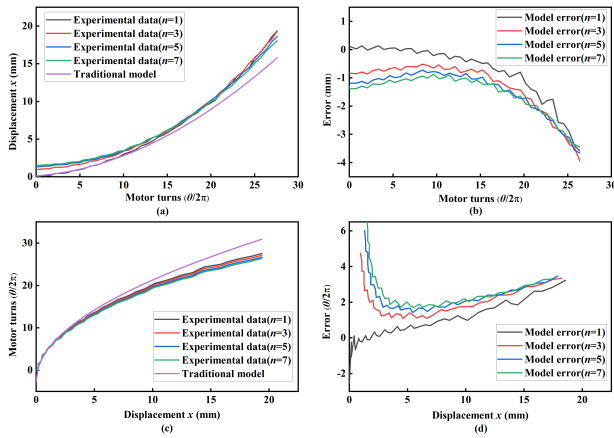 Experimental data(n=1)
Experimental data(n=3)
Experimental data(n=5)
Experimental data(n=7)
Traditional model
Displacement x (mm)
20
15
10
5
0
0 5 10 15 20 25 30
Motor turns (θ/2π)
(a)
Model error(n=1)
Model error(n=3)
Model error(n=5)
Model error(n=7)
Error (mm)
1
0
-1
-2
-3
-4
0 5 10 15 20 25 30
Motor turns (θ/2π)
(b)
Experimental data(n=1)
Experimental data(n=3)
Experimental data(n=5)
Experimental data(n=7)
Traditional model
Motor turns (θ/2π)
30
20
10
0
0 5 10 15 20
Displacement x (mm)
(c)
Model error(n=1)
Model error(n=3)
Model error(n=5)
Model error(n=7)
Error (θ/2π)
6
4
2
0
-2
0 5 10 15 20
Displacement x (mm)
(d)